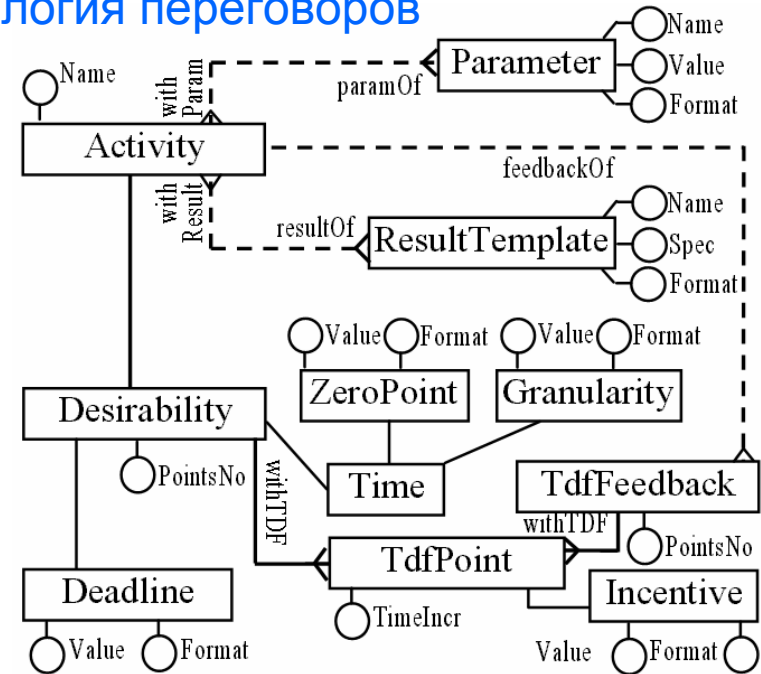 логия переговоров
Name
with
Param
paramOf
Parameter
Name
Value
Format
Activity
feedbackOf
with
Result
resultOf
ResultTemplate
Name
Spec
Format
Value
Format
Value
Format
ZeroPoint
Granularity
Desirability
PointsNo
withTDF
Time
TdfFeedback
withTDF
PointsNo
TdfPoint
TimeIncr
Deadline
Value
Format
Incentive
Value
Format